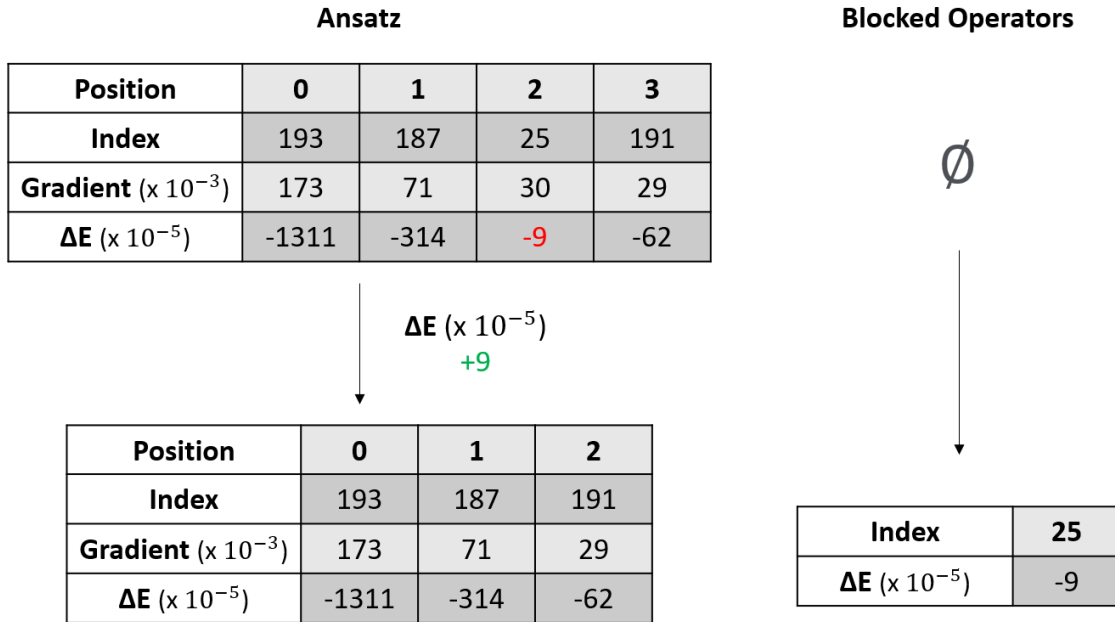 Ansatz
Blocked Operators
Position 0 1 2 3
Index 193 187 25 191
Gradient (x 10⁻³) 173 71 30 29
ΔE (x 10⁻⁵) -1311 -314 -9 -62
∅
ΔE (x 10⁻⁵)
+9
Position 0 1 2
Index 193 187 191
Gradient (x 10⁻³) 173 71 29
ΔE (x 10⁻⁵) -1311 -314 -62
Index 25
ΔE (x 10⁻⁵) -9